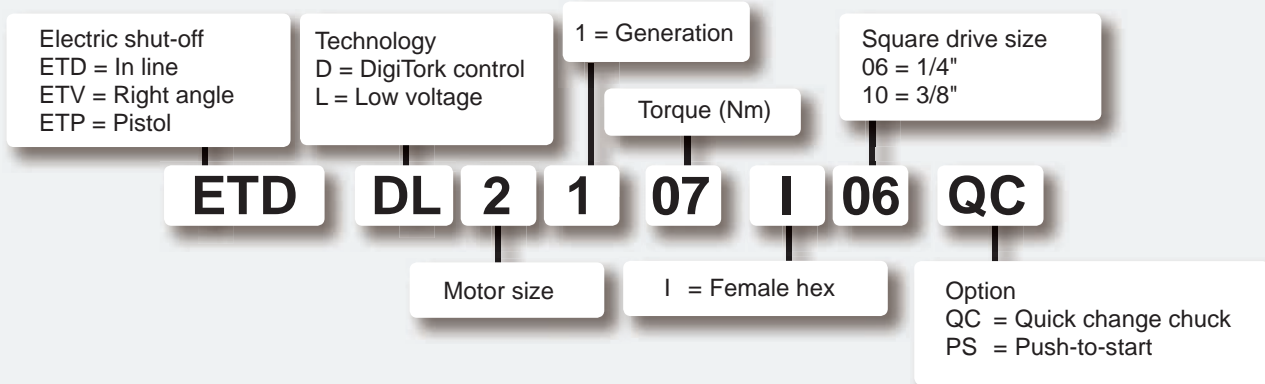 Electric shut-off
ETD = In line
ETV = Right angle
ETP = Pistol
Technology
D = DigiTork control
L = Low voltage
1 = Generation
Torque (Nm)
Square drive size
06 = 1/4"
10 = 3/8"
ETD DL 2 1 07 I 06 QC
Motor size
I = Female hex
Option
QC = Quick change chuck
PS = Push-to-start